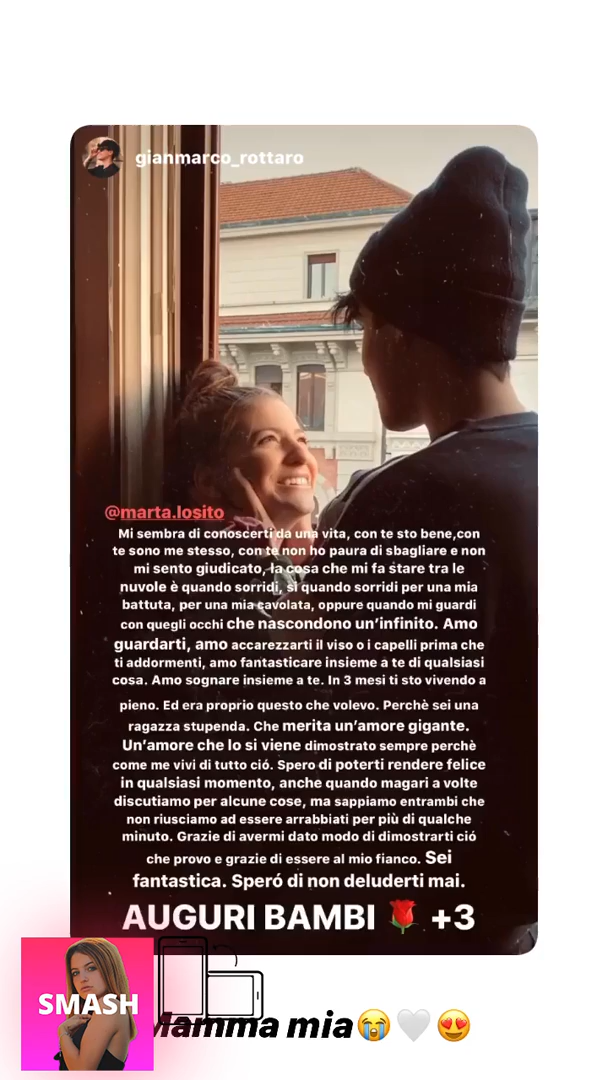 gianmarco_rottaro
@marta.losito
Mi sembra di conoscerti da una vita, con te sto bene,con
te sono me stesso, con te non ho paura di sbagliare e non
mi sento giudicato, la cosa che mi fa stare tra le
nuvole è quando sorridi, si quando sorridi per una mia
battuta, per una mia cavolata, oppure quando mi guardi
con quegli occhi che nascondono un'infinito. Amo
guardarti, amo accarezzarti il viso o i capelli prima che
ti addormenti, amo fantasticare insieme a te di qualsiasi
cosa. Amo sognare insieme a te. In 3 mesi ti sto vivendo a
pieno. Ed era proprio questo che volevo. Perchè sei una
ragazza stupenda. Che merita un'amore gigante.
Un'amore che lo si viene dimostrato sempre perchè
come me vivi di tutto ció. Spero di poterti rendere felice
in qualsiasi momento, anche quando magari a volte
discutiamo per alcune cose, ma sappiamo entrambi che
non riusciamo ad essere arrabbiati per più di qualche
minuto. Grazie di avermi dato modo di dimostrarti ció
che provo e grazie di essere al mio fianco. Sei
fantastica. Speró di non deluderti mai.
AUGURI BAMBI 🌹 +3
SMASH
Mamma mia😭🤍😍